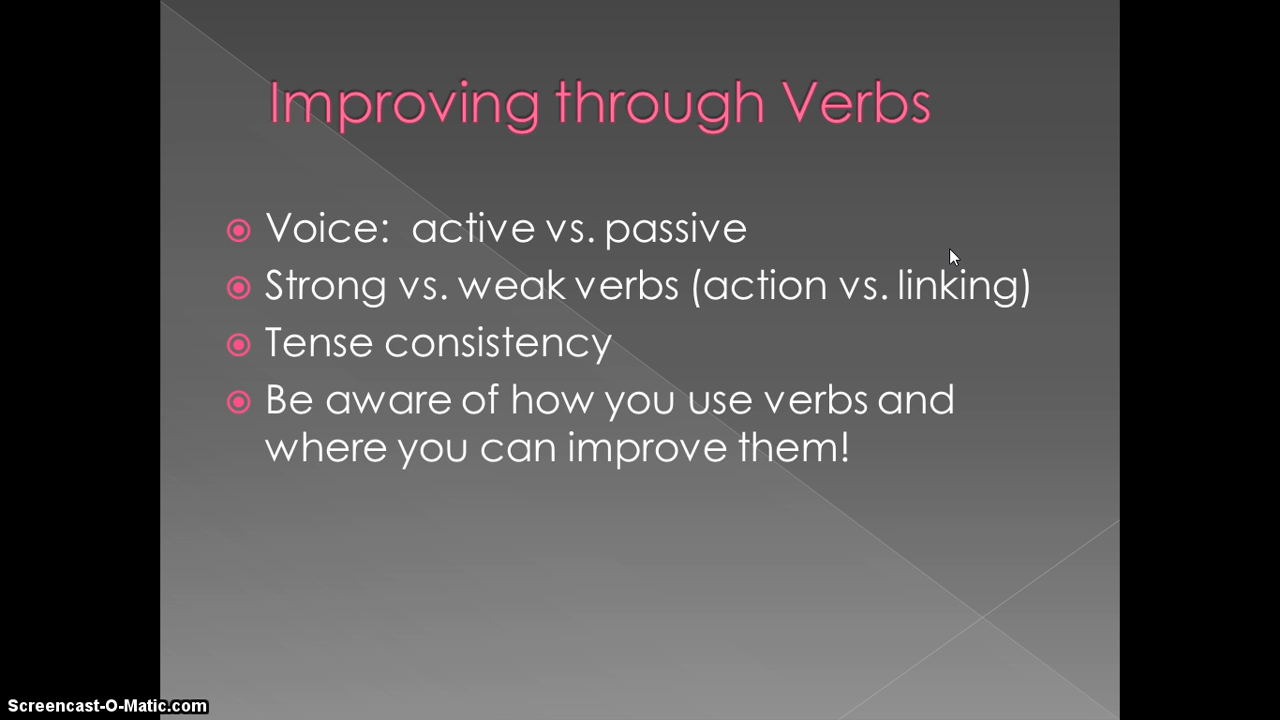 Improving through Verbs
Voice:  active vs. passive
Strong vs. weak verbs (action vs. linking)
Tense consistency
Be aware of how you use verbs and
where you can improve them!
Screencast-O-Matic.com